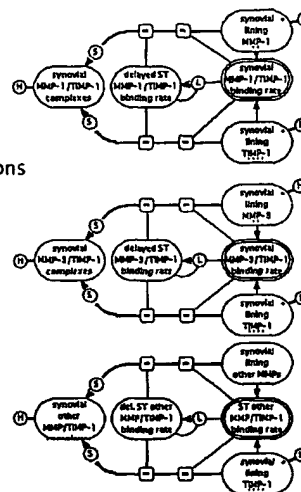 synovial
lining
MMP-1
synovial
MMP-1/TIMP-1
complexes
delayed ST
MMP-1/TIMP-1
binding rate
synovial
MMP-1/TIMP-1
binding rate
synovial
lining
TIMP-1
S
H
L
S
ions
synovial
lining
MMP-3
synovial
MMP-3/TIMP-1
complexes
delayed ST
MMP-3/TIMP-1
binding rate
synovial
MMP-3/TIMP-1
binding rate
synovial
lining
TIMP-1
S
H
L
S
synovial
lining
other MMPs
synovial
other
MMP/TIMP-1
del. ST other
MMP/TIMP-1
binding rate
ST other
MMP/TIMP-1
binding rate
synovial
lining
TIMP-1
S
H
L
S